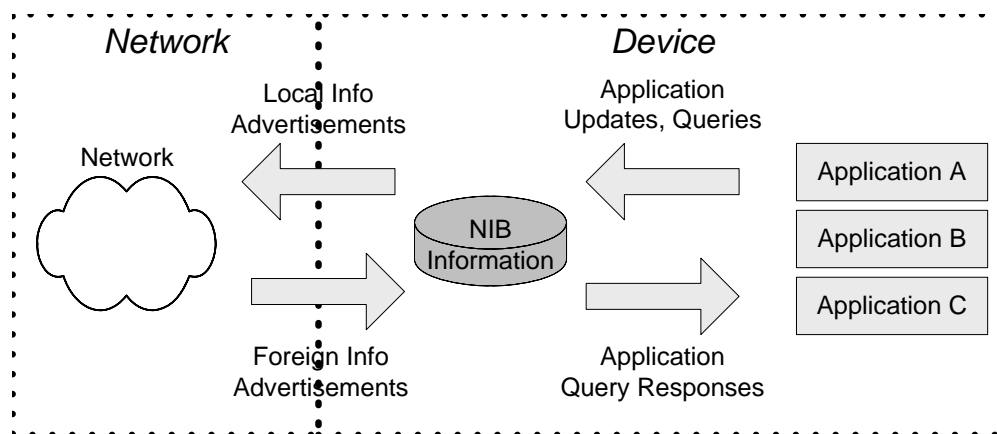 Network
Device
Local Info
Advertisements
Application
Updates, Queries
Network
Application A
NIB
Information
Application B
Application C
Foreign Info
Advertisements
Application
Query Responses